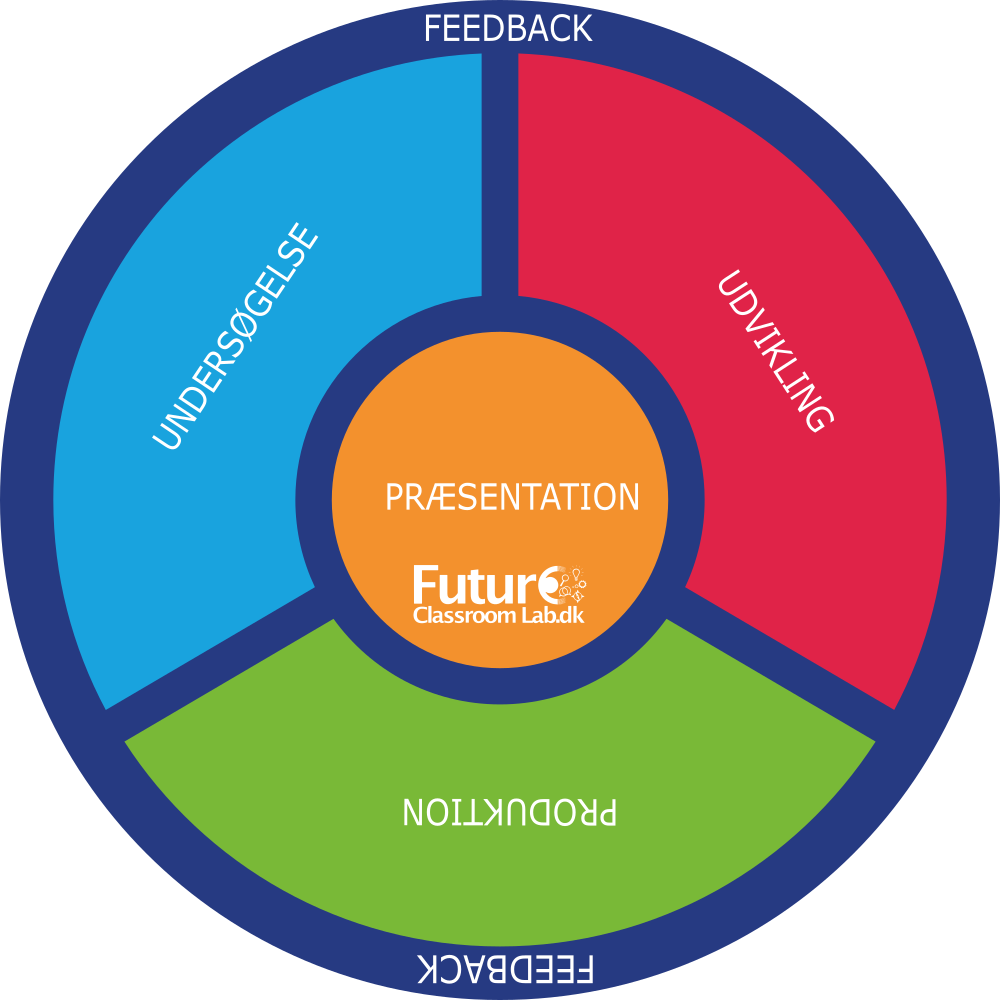 FEEDBACK
UNDERSØGELSE
UDVIKLING
PRÆSENTATION
Future
Classroom Lab.dk
PRODUKTION
FEEDBACK